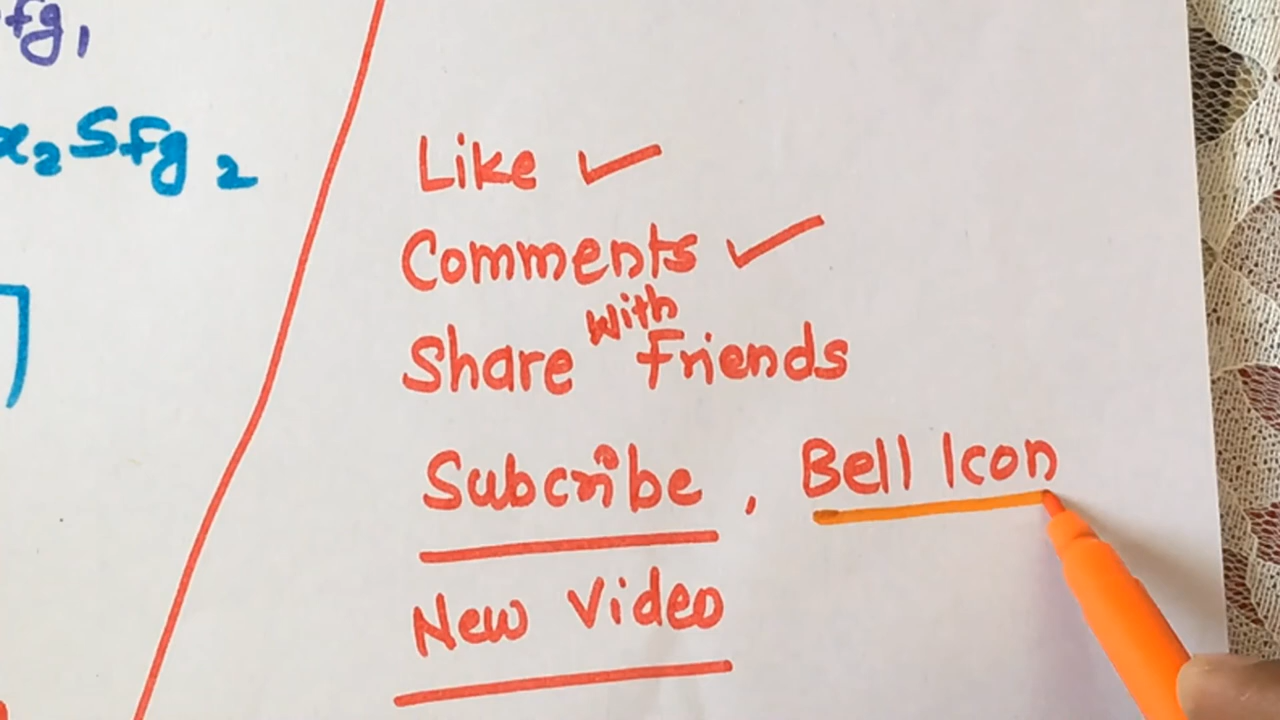 fg1
x2 Sfg2
]
Like ✓
Comments ✓
Share with Friends
Subcribe, Bell Icon
New Video